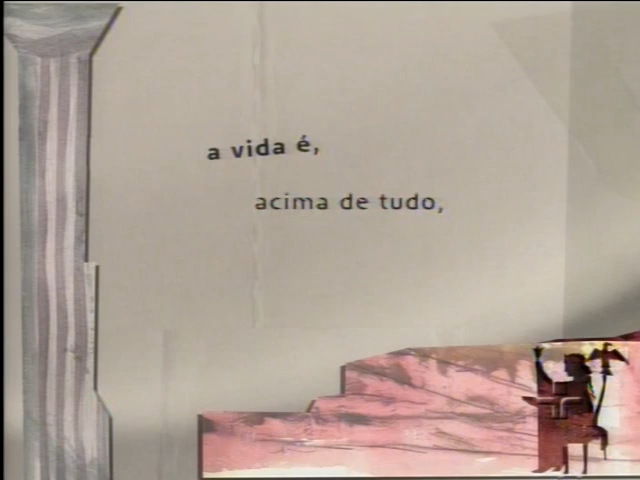 a vida é,
acima de tudo,